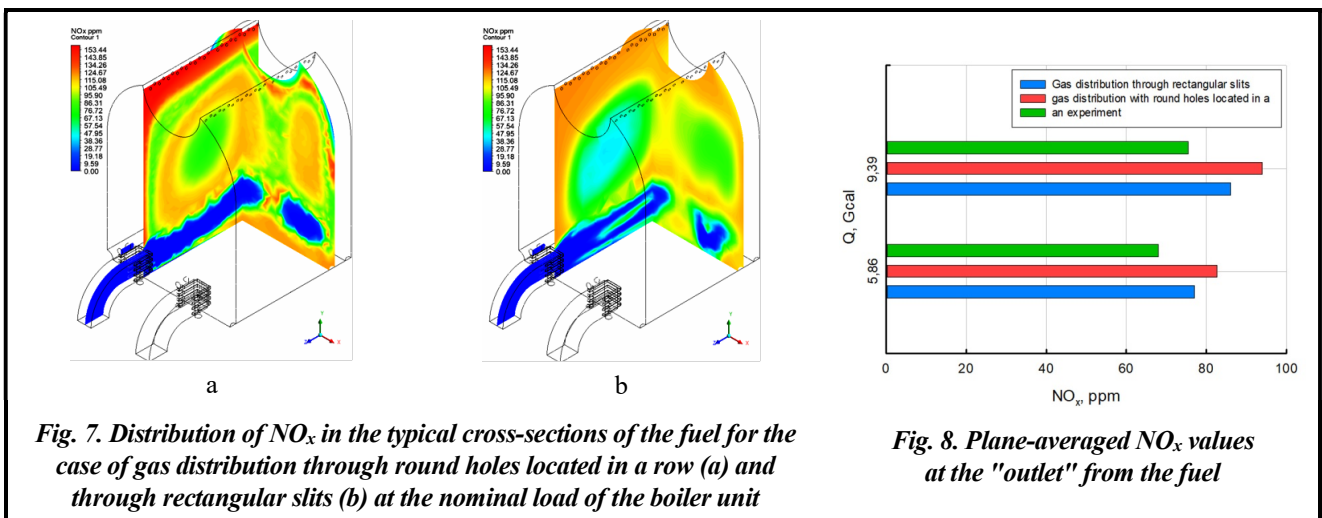 NOx ppm
Contour 1
153.44
143.85
134.26
124.67
115.08
105.49
95.90
86.31
76.72
67.13
57.54
47.95
38.36
28.77
19.18
9.59
0.00
Y
Z
X
a
NOx ppm
Contour 1
153.44
143.85
134.26
124.67
115.08
105.49
95.90
86.31
76.72
67.13
57.54
47.95
38.36
28.77
19.18
9.59
0.00
Y
Z
X
b
Fig. 7. Distribution of NOx in the typical cross-sections of the fuel for the
case of gas distribution through round holes located in a row (a) and
through rectangular slits (b) at the nominal load of the boiler unit
Gas distribution through rectangular slits
gas distribution with round holes located in a
an experiment
Q, Gcal
9,39
5,86
0 20 40 60 80 100
NOx, ppm
Fig. 8. Plane-averaged NOx values
at the "outlet" from the fuel